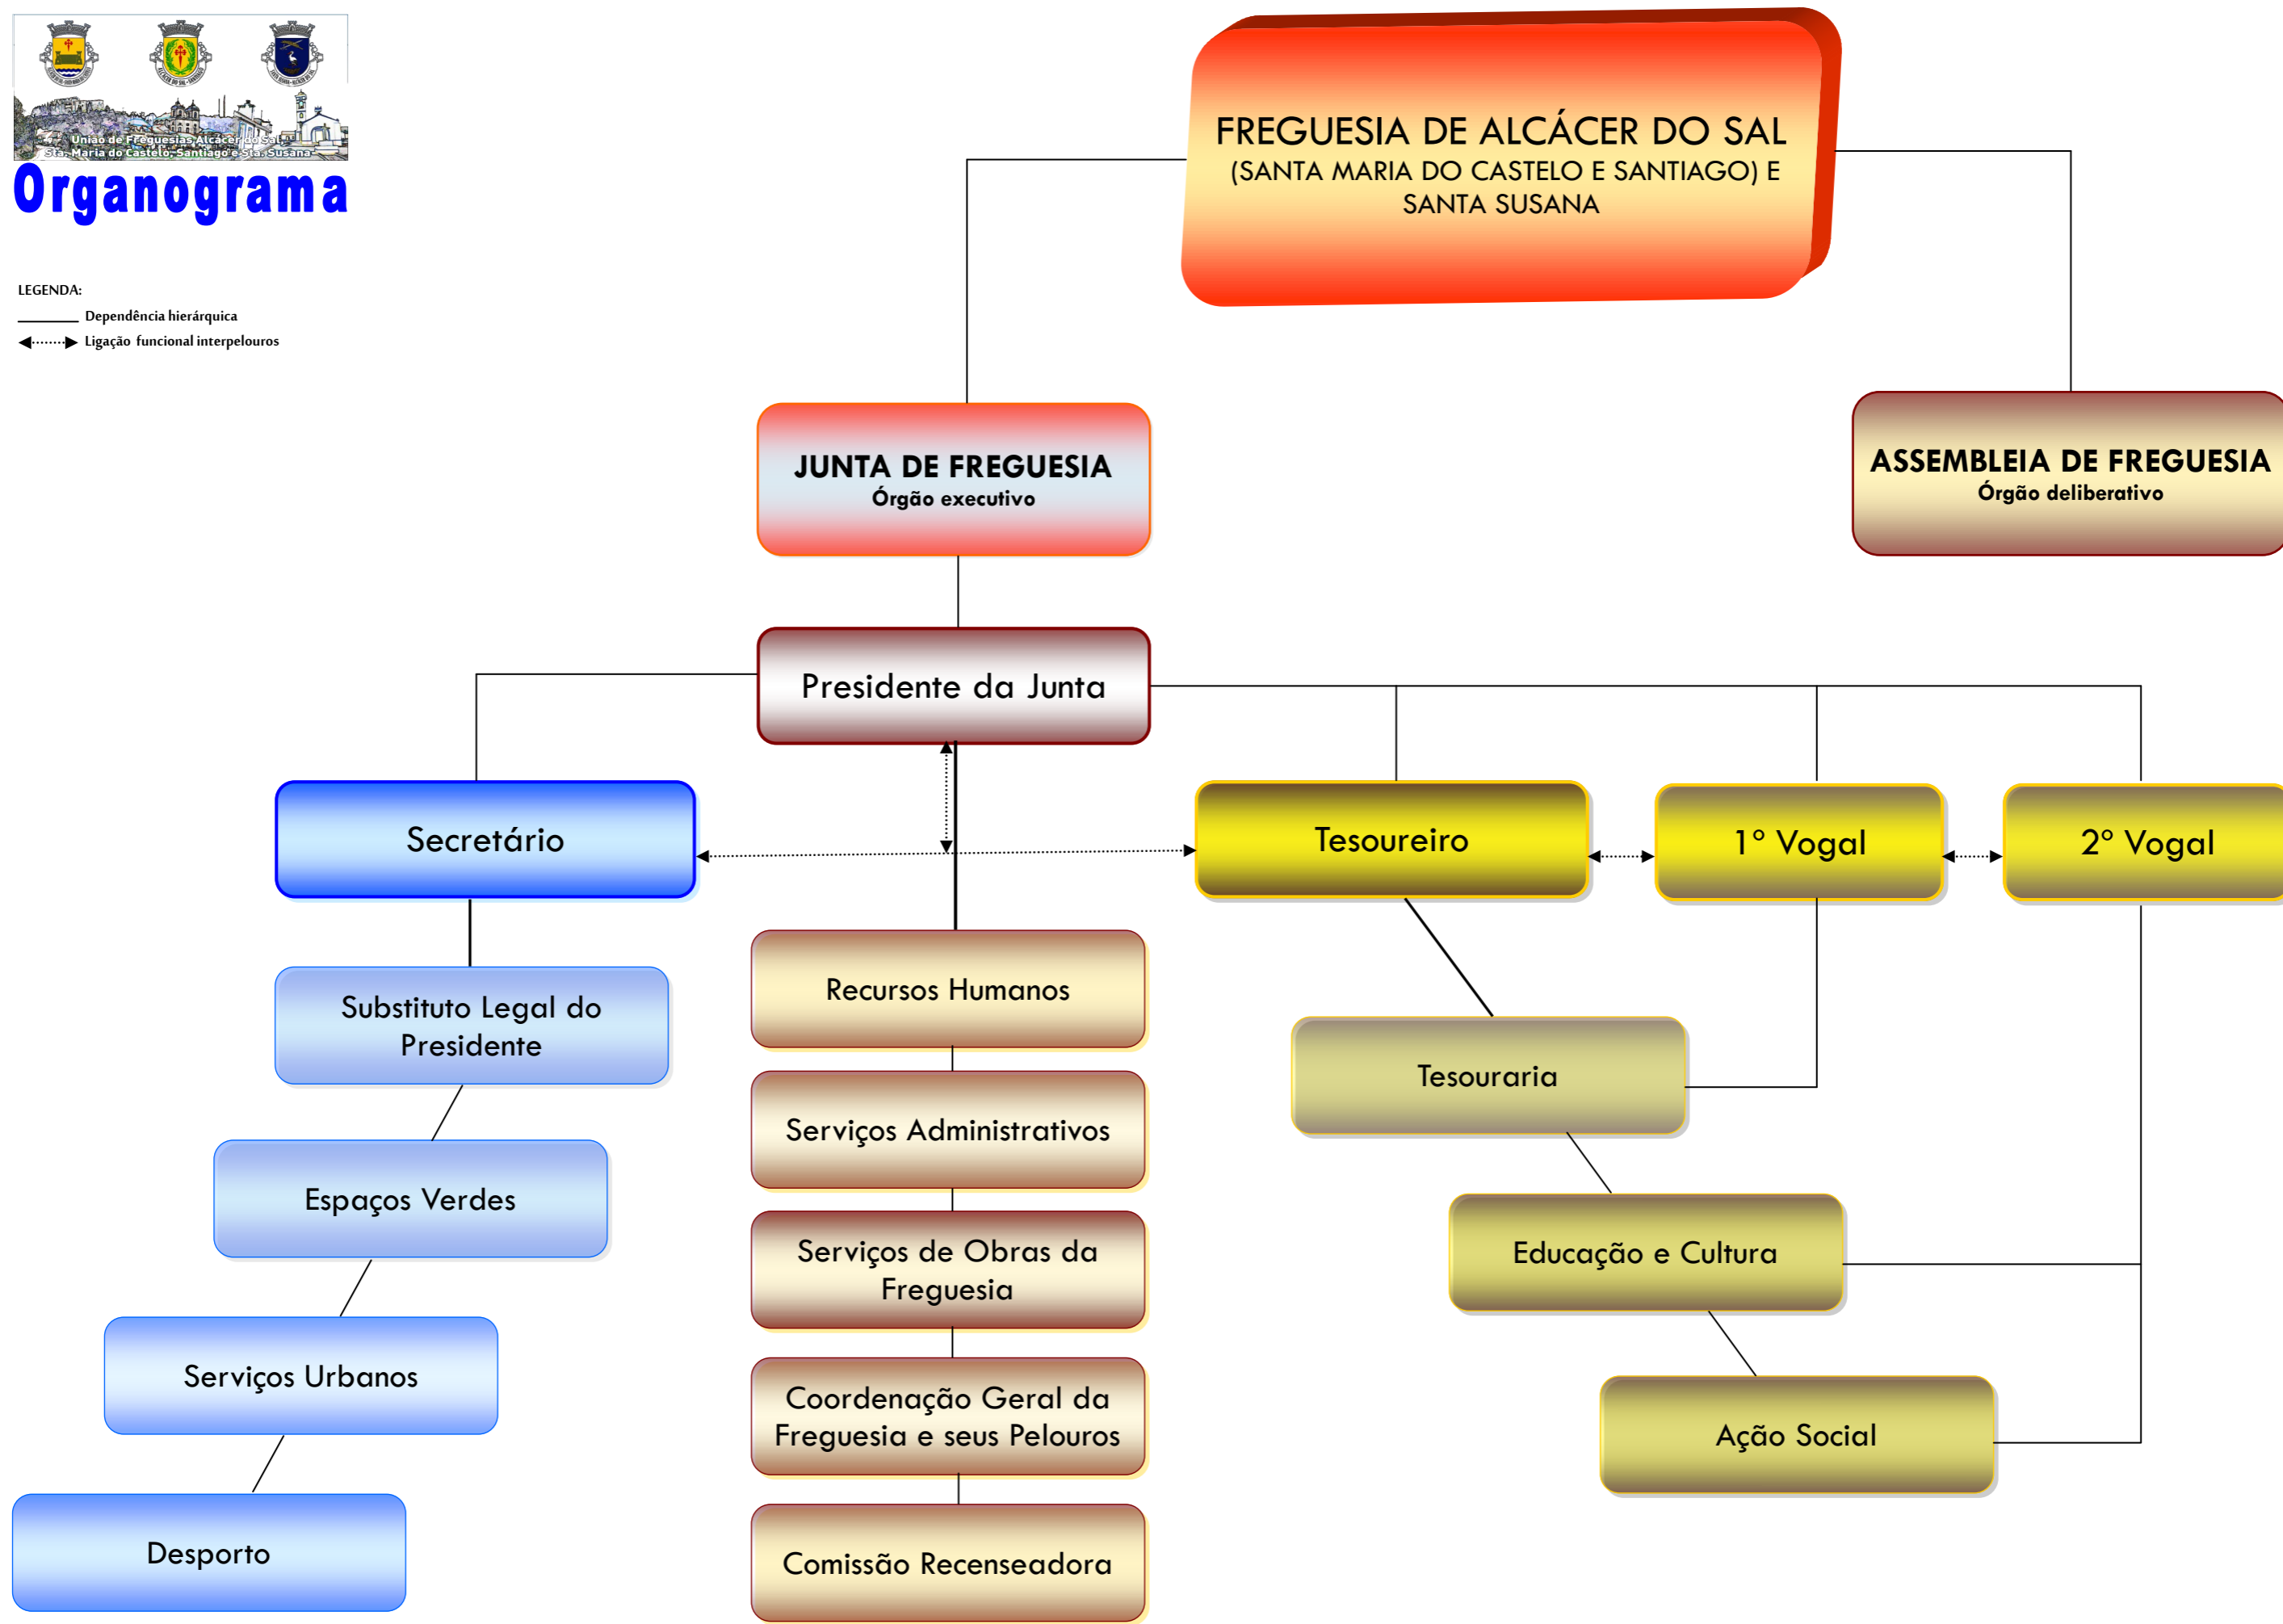 União de Freguesias Alcácer do Sal
Sta. Maria do Castelo, Santiago e Sta. Susana
Organograma
LEGENDA:
Dependência hierárquica
Ligação funcional interpelouros
FREGUESIA DE ALCÁCER DO SAL
(SANTA MARIA DO CASTELO E SANTIAGO) E
SANTA SUSANA
JUNTA DE FREGUESIA
Órgão executivo
ASSEMBLEIA DE FREGUESIA
Órgão deliberativo
Presidente da Junta
Secretário
Tesoureiro
1º Vogal
2º Vogal
Substituto Legal do
Presidente
Espaços Verdes
Serviços Urbanos
Desporto
Recursos Humanos
Serviços Administrativos
Serviços de Obras da
Freguesia
Coordenação Geral da
Freguesia e seus Pelouros
Comissão Recenseadora
Tesouraria
Educação e Cultura
Ação Social